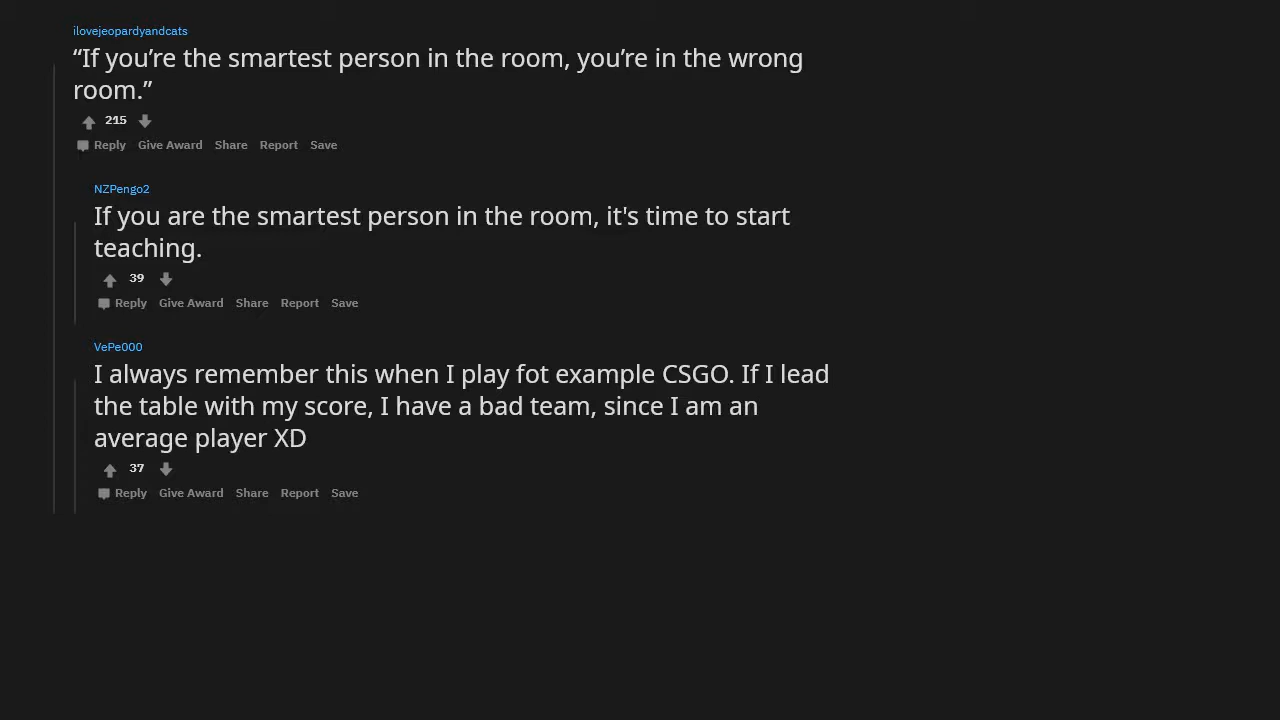 ilovejeopardyandcats
“If you’re the smartest person in the room, you’re in the wrong
room.”
215
Reply Give Award Share Report Save
NZPengo2
If you are the smartest person in the room, it's time to start
teaching.
39
Reply Give Award Share Report Save
VePe000
I always remember this when I play fot example CSGO. If I lead
the table with my score, I have a bad team, since I am an
average player XD
37
Reply Give Award Share Report Save